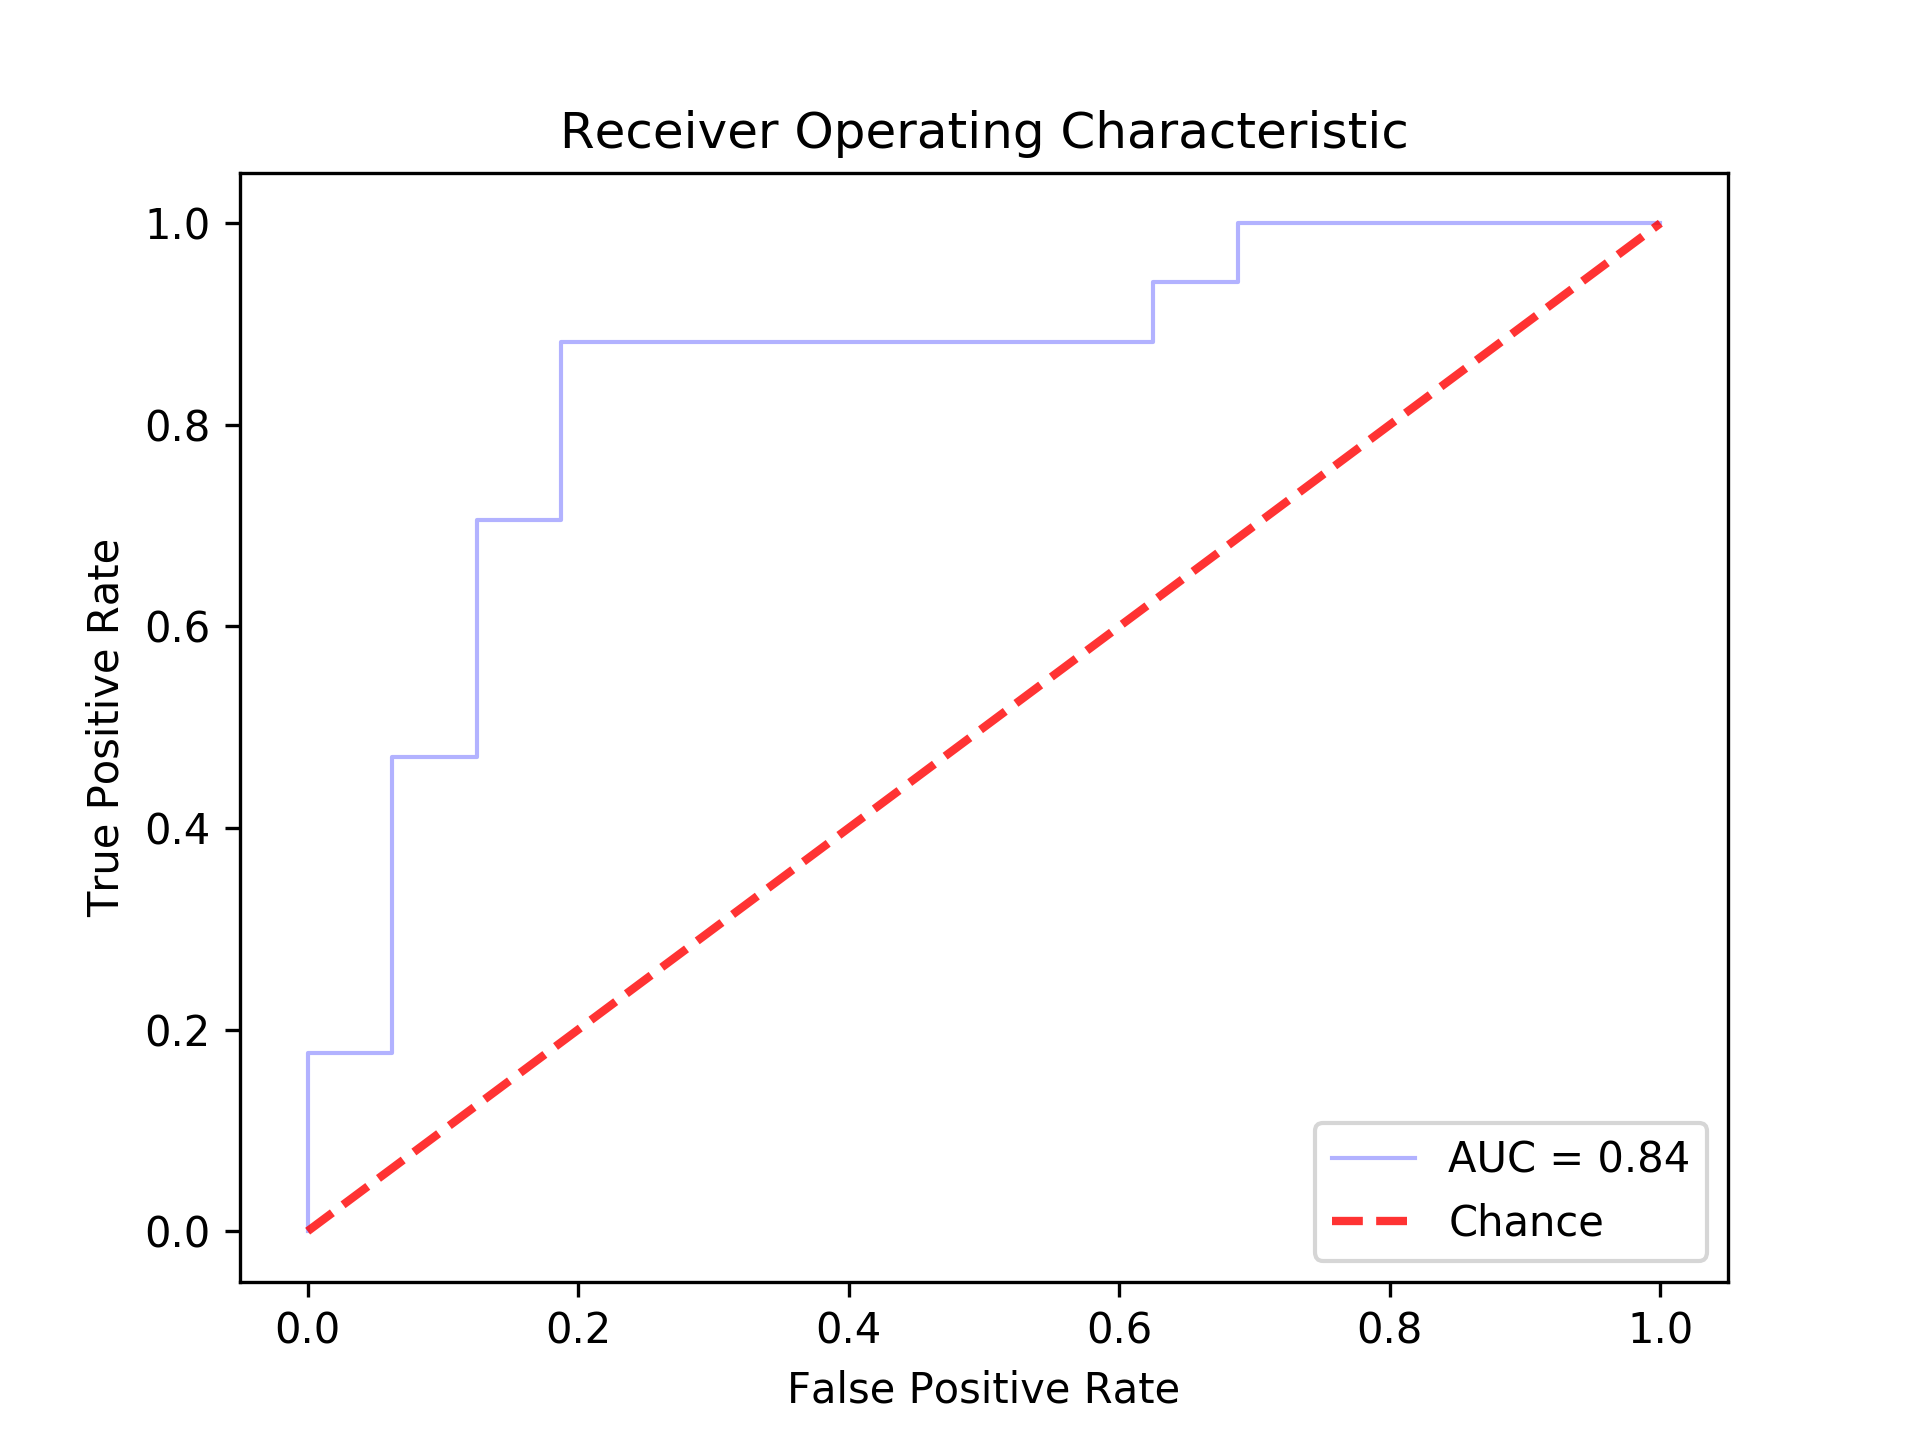 Receiver Operating Characteristic
1.0
0.8
0.6
0.4
0.2
0.0
True Positive Rate
AUC = 0.84
Chance
0.0 0.2 0.4 0.6 0.8 1.0
False Positive Rate